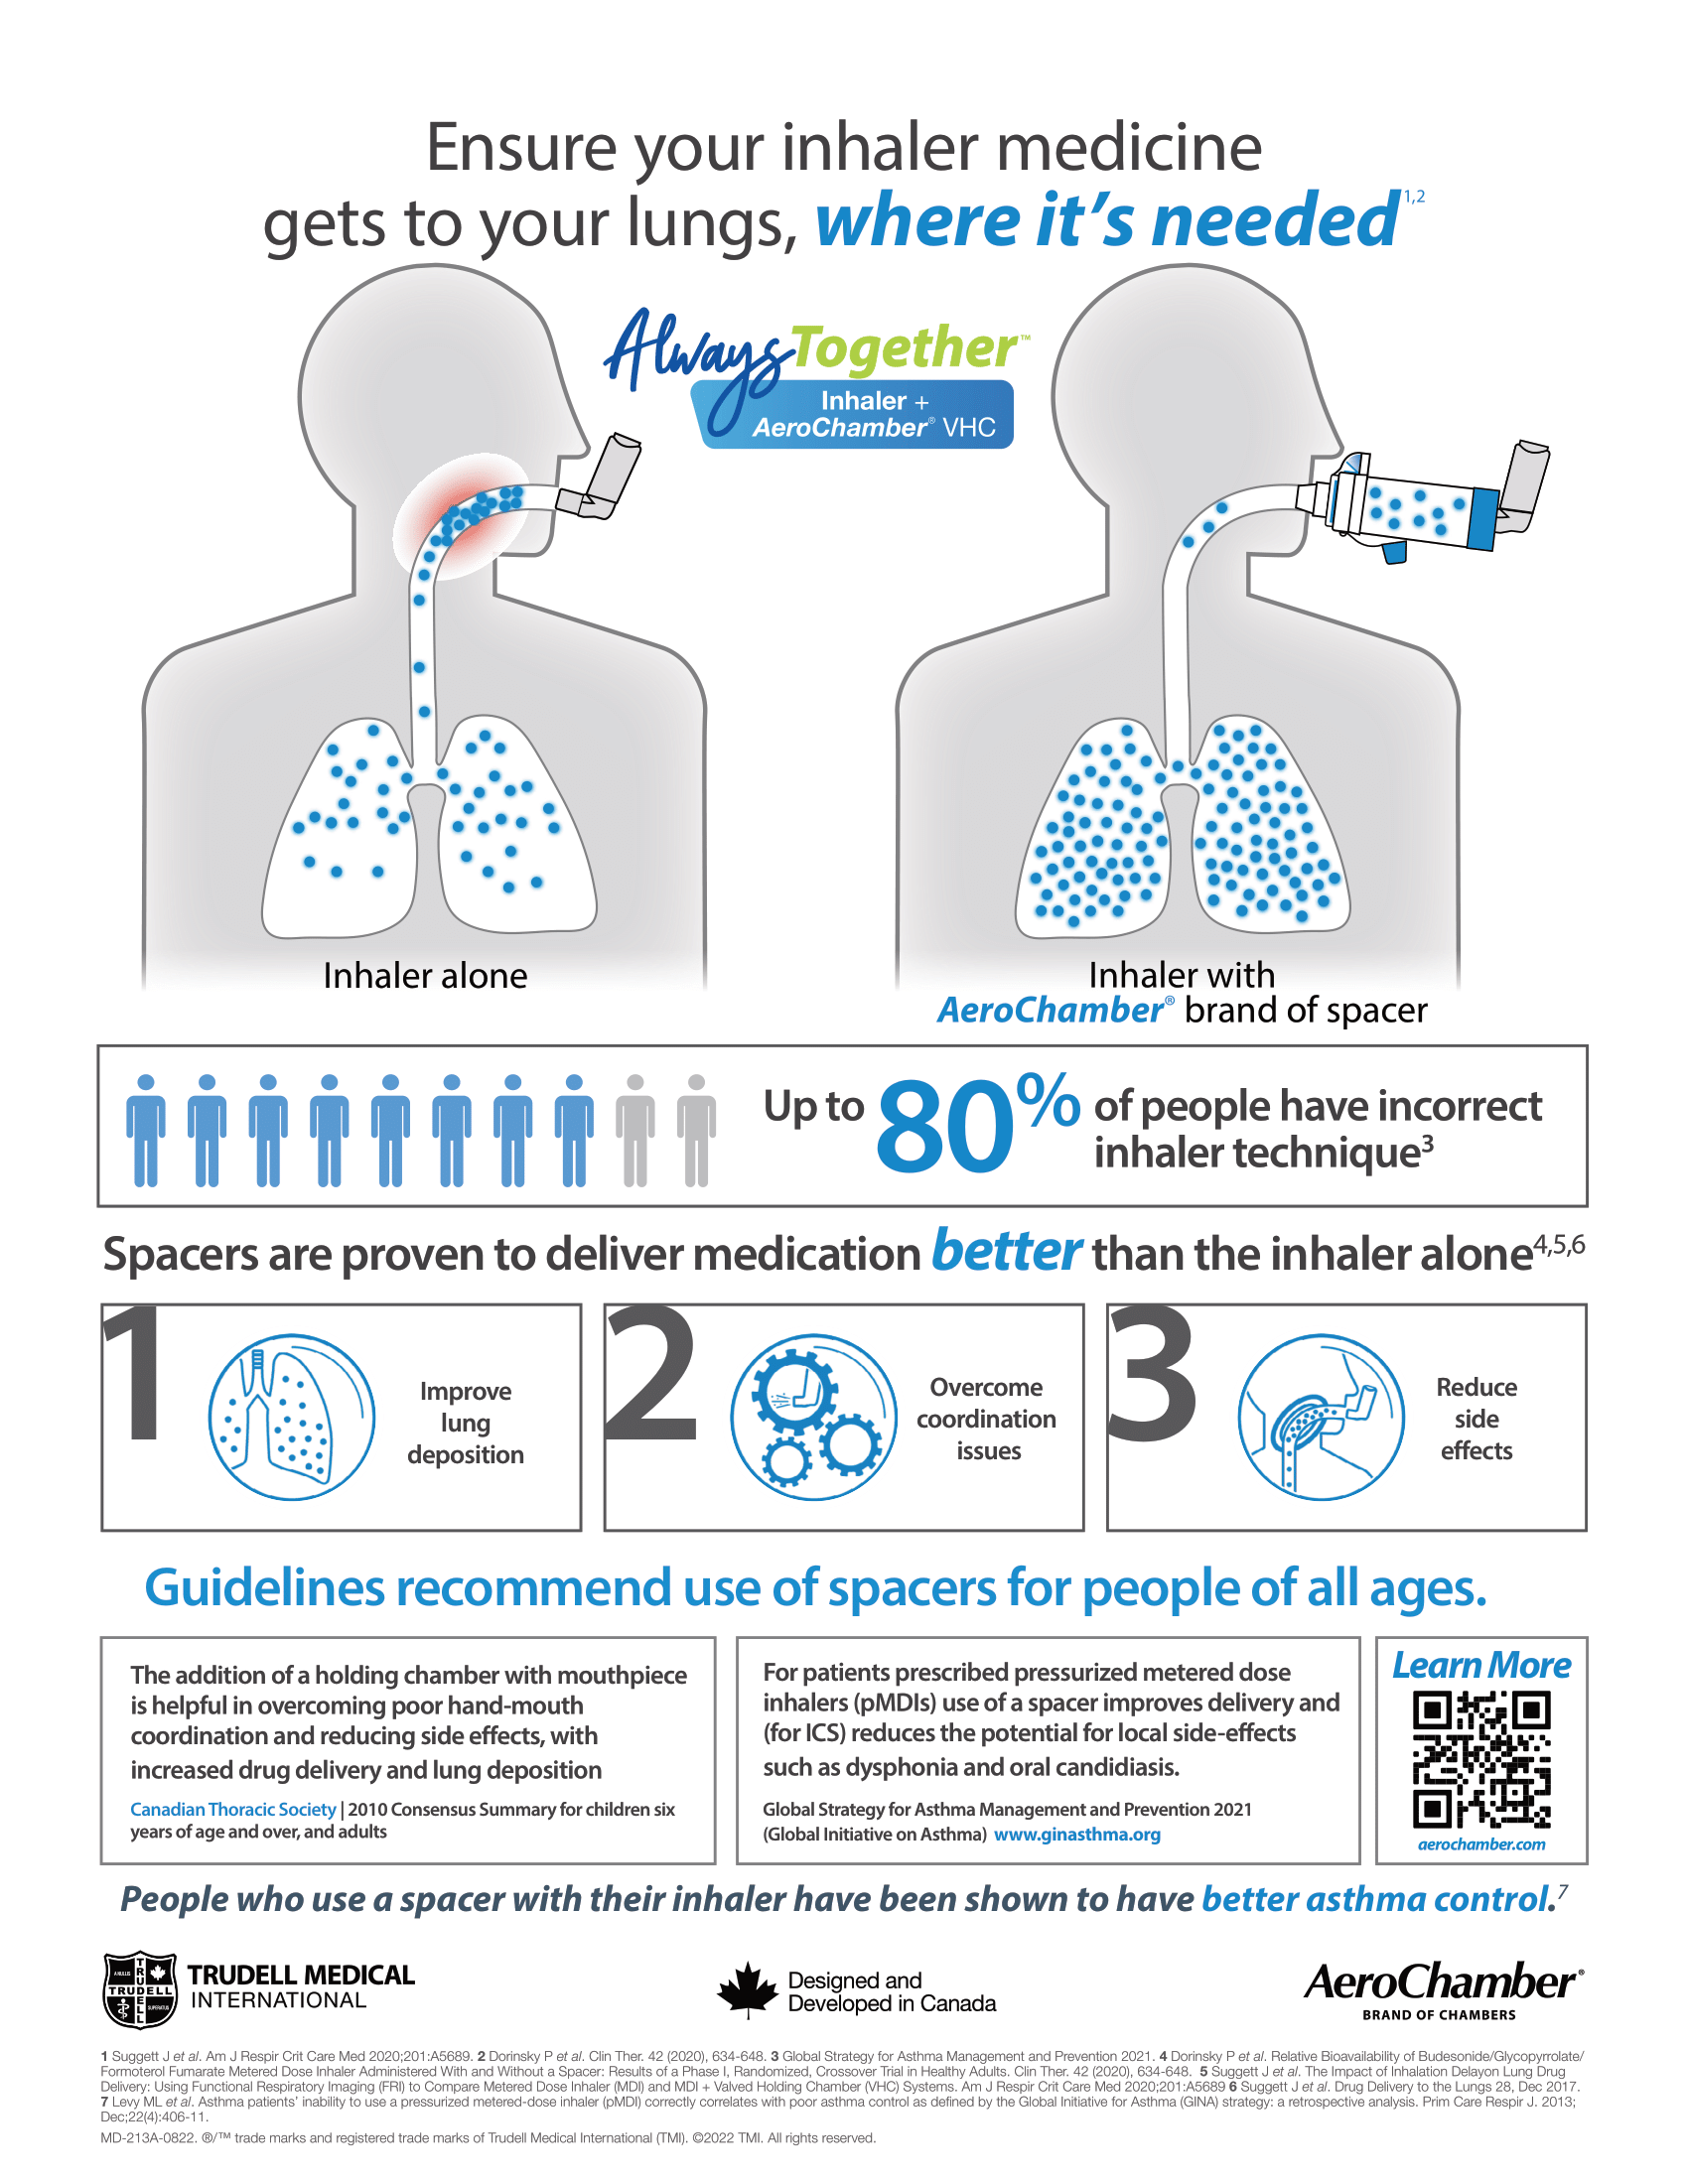 Ensure your inhaler medicine
gets to your lungs, where it's needed1,2
AlwaysTogether™
Inhaler +
AeroChamber® VHC
Inhaler alone
Inhaler with
AeroChamber® brand of spacer
Up to 80% of people have incorrect
inhaler technique3
Spacers are proven to deliver medication better than the inhaler alone4,5,6
1
Improve
lung
deposition
2
Overcome
coordination
issues
3
Reduce
side
effects
Guidelines recommend use of spacers for people of all ages.
The addition of a holding chamber with mouthpiece
is helpful in overcoming poor hand-mouth
coordination and reducing side effects, with
increased drug delivery and lung deposition
Canadian Thoracic Society | 2010 Consensus Summary for children six
years of age and over, and adults
For patients prescribed pressurized metered dose
inhalers (pMDIs) use of a spacer improves delivery and
(for ICS) reduces the potential for local side-effects
such as dysphonia and oral candidiasis.
Global Strategy for Asthma Management and Prevention 2021
(Global Initiative on Asthma) www.ginasthma.org
Learn More
aerochamber.com
People who use a spacer with their inhaler have been shown to have better asthma control.7
TRUDELL
TRUDELL
TRUDELL MEDICAL
INTERNATIONAL
Designed and
Developed in Canada
AeroChamber®
BRAND OF CHAMBERS
1 Suggett J et al. Am J Respir Crit Care Med 2020;201:A5689. 2 Dorinsky P et al. Clin Ther. 42 (2020), 634-648. 3 Global Strategy for Asthma Management and Prevention 2021. 4 Dorinsky P et al. Relative Bioavailability of Budesonide/Glycopyrrolate/
Formoterol Fumarate Metered Dose Inhaler Administered With and Without a Spacer: Results of a Phase I, Randomized, Crossover Trial in Healthy Adults. Clin Ther. 42 (2020), 634-648. 5 Suggett J et al. The Impact of Inhalation Delayon Lung Drug
Delivery: Using Functional Respiratory Imaging (FRI) to Compare Metered Dose Inhaler (MDI) and MDI + Valved Holding Chamber (VHC) Systems. Am J Respir Crit Care Med 2020;201:A5689 6 Suggett J et al. Drug Delivery to the Lungs 28, Dec 2017.
7 Levy ML et al. Asthma patients' inability to use a pressurized metered-dose inhaler (pMDI) correctly correlates with poor asthma control as defined by the Global Initiative for Asthma (GINA) strategy: a retrospective analysis. Prim Care Respir J. 2013;
Dec;22(4):406-11.
MD-213A-0822. ®/™ trade marks and registered trade marks of Trudell Medical International (TMI). ©2022 TMI. All rights reserved.